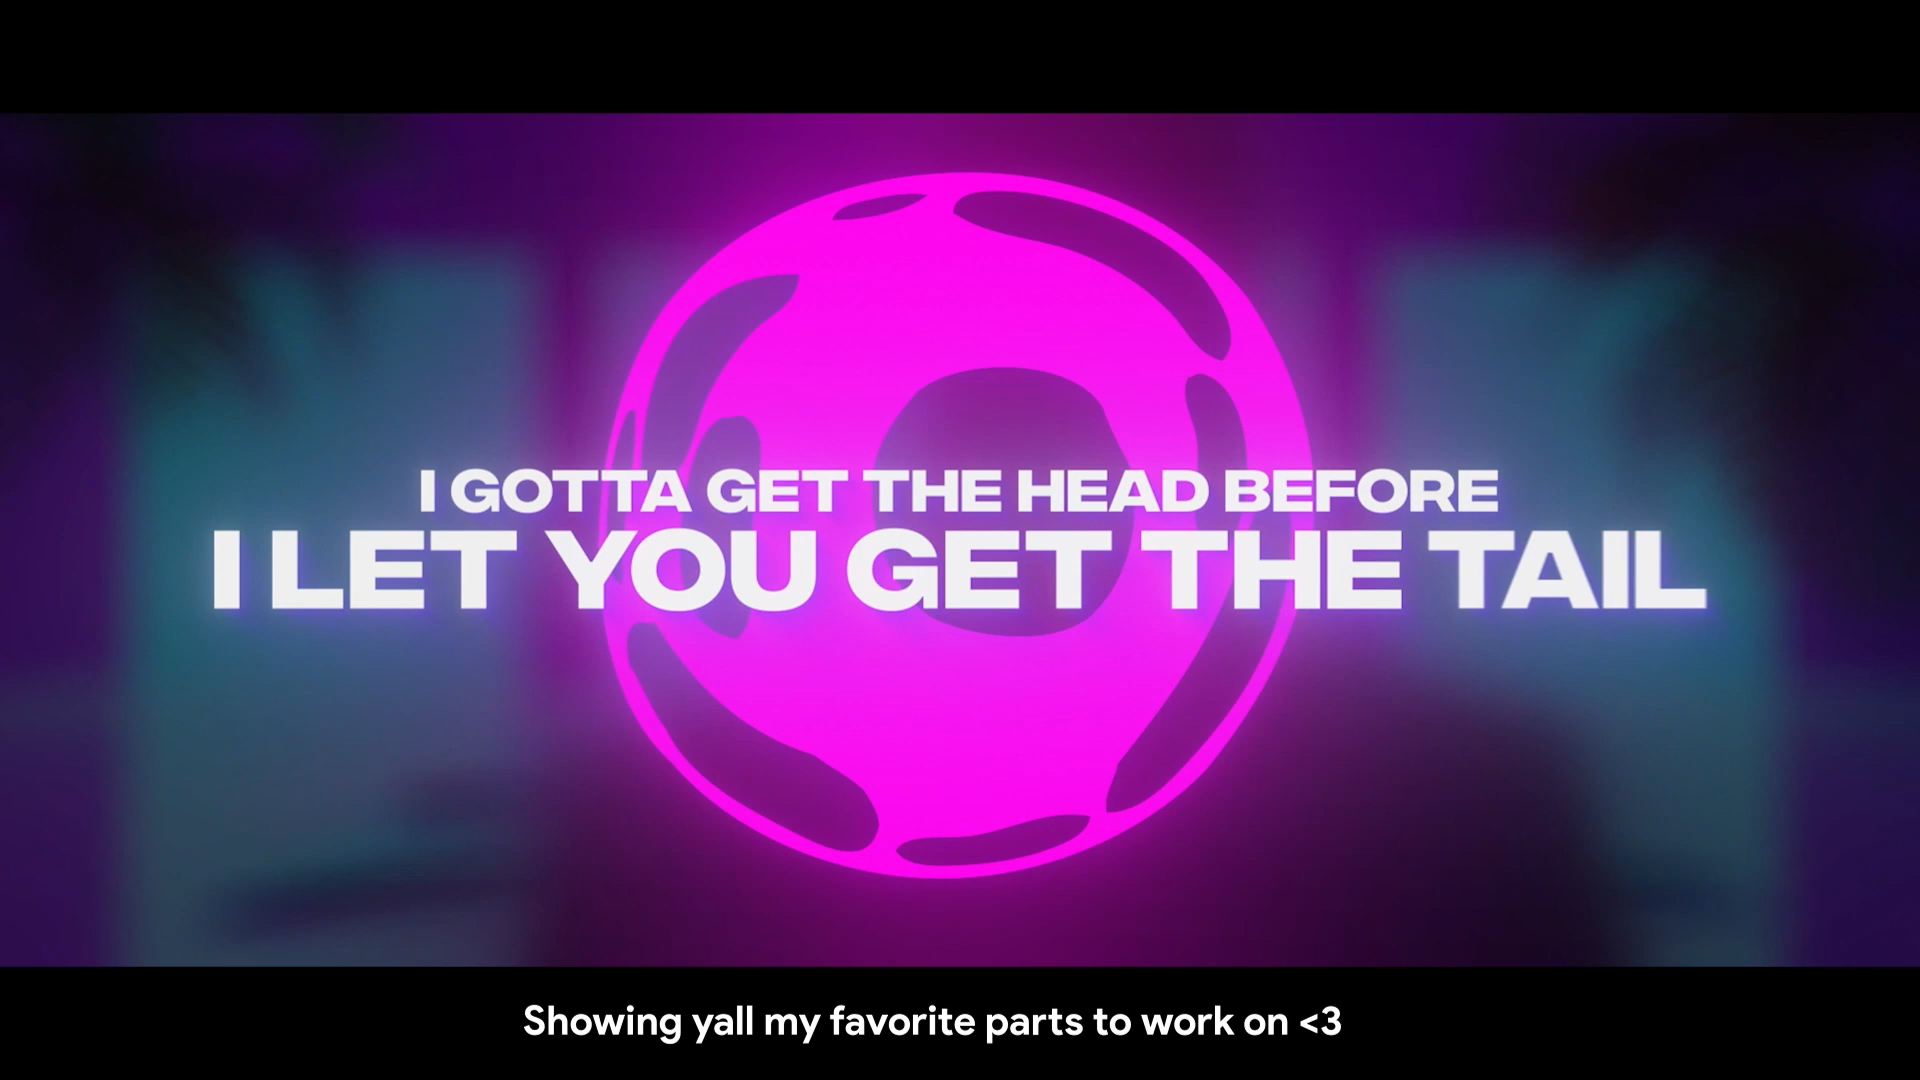 I GOTTA GET THE HEAD BEFORE
I LET YOU GET THE TAIL
Showing yall my favorite parts to work on <3